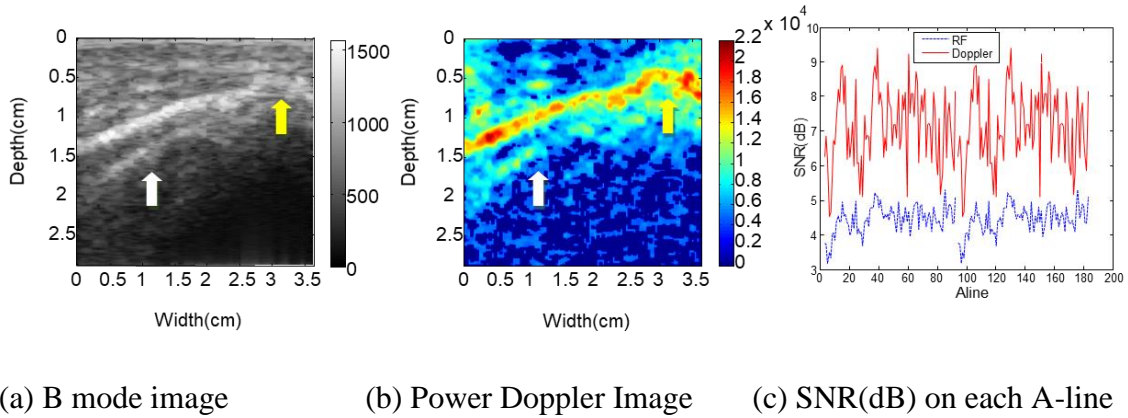 0
0.5
1
1.5
2
2.5
Depth(cm)
0 0.5 1 1.5 2 2.5 3 3.5
Width(cm)
1500
1000
500
0
0
0.5
1
1.5
2
2.5
Depth(cm)
0 0.5 1 1.5 2 2.5 3 3.5
Width(cm)
x 10⁴
2.2
2
1.8
1.6
1.4
1.2
1
0.8
0.6
0.4
0.2
0
10
9
8
7
6
5
4
3
SNR(dB)
RF
Doppler
0 20 40 60 80 100 120 140 160 180 200
Aline
(a) B mode image (b) Power Doppler Image (c) SNR(dB) on each A-line